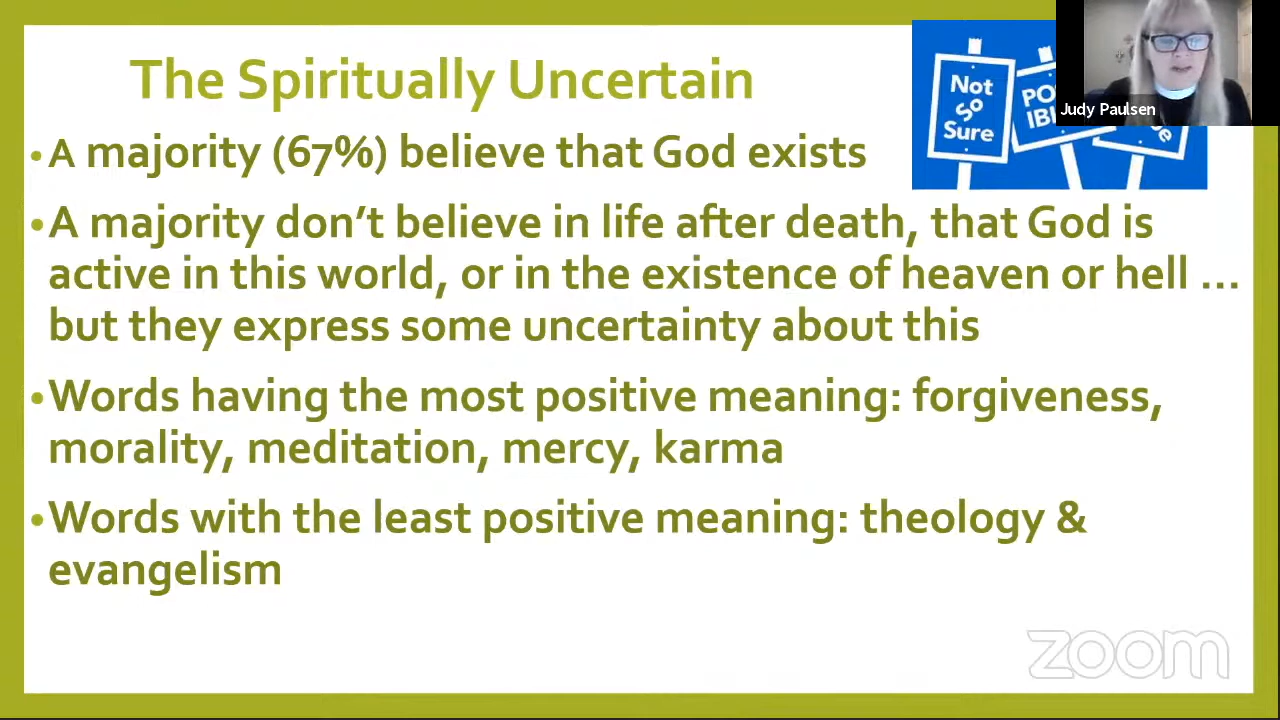 The Spiritually Uncertain
Not
So
Sure
Judy Paulsen
• A majority (67%) believe that God exists
• A majority don't believe in life after death, that God is
active in this world, or in the existence of heaven or hell ...
but they express some uncertainty about this
• Words having the most positive meaning: forgiveness,
morality, meditation, mercy, karma
• Words with the least positive meaning: theology &
evangelism
zoom